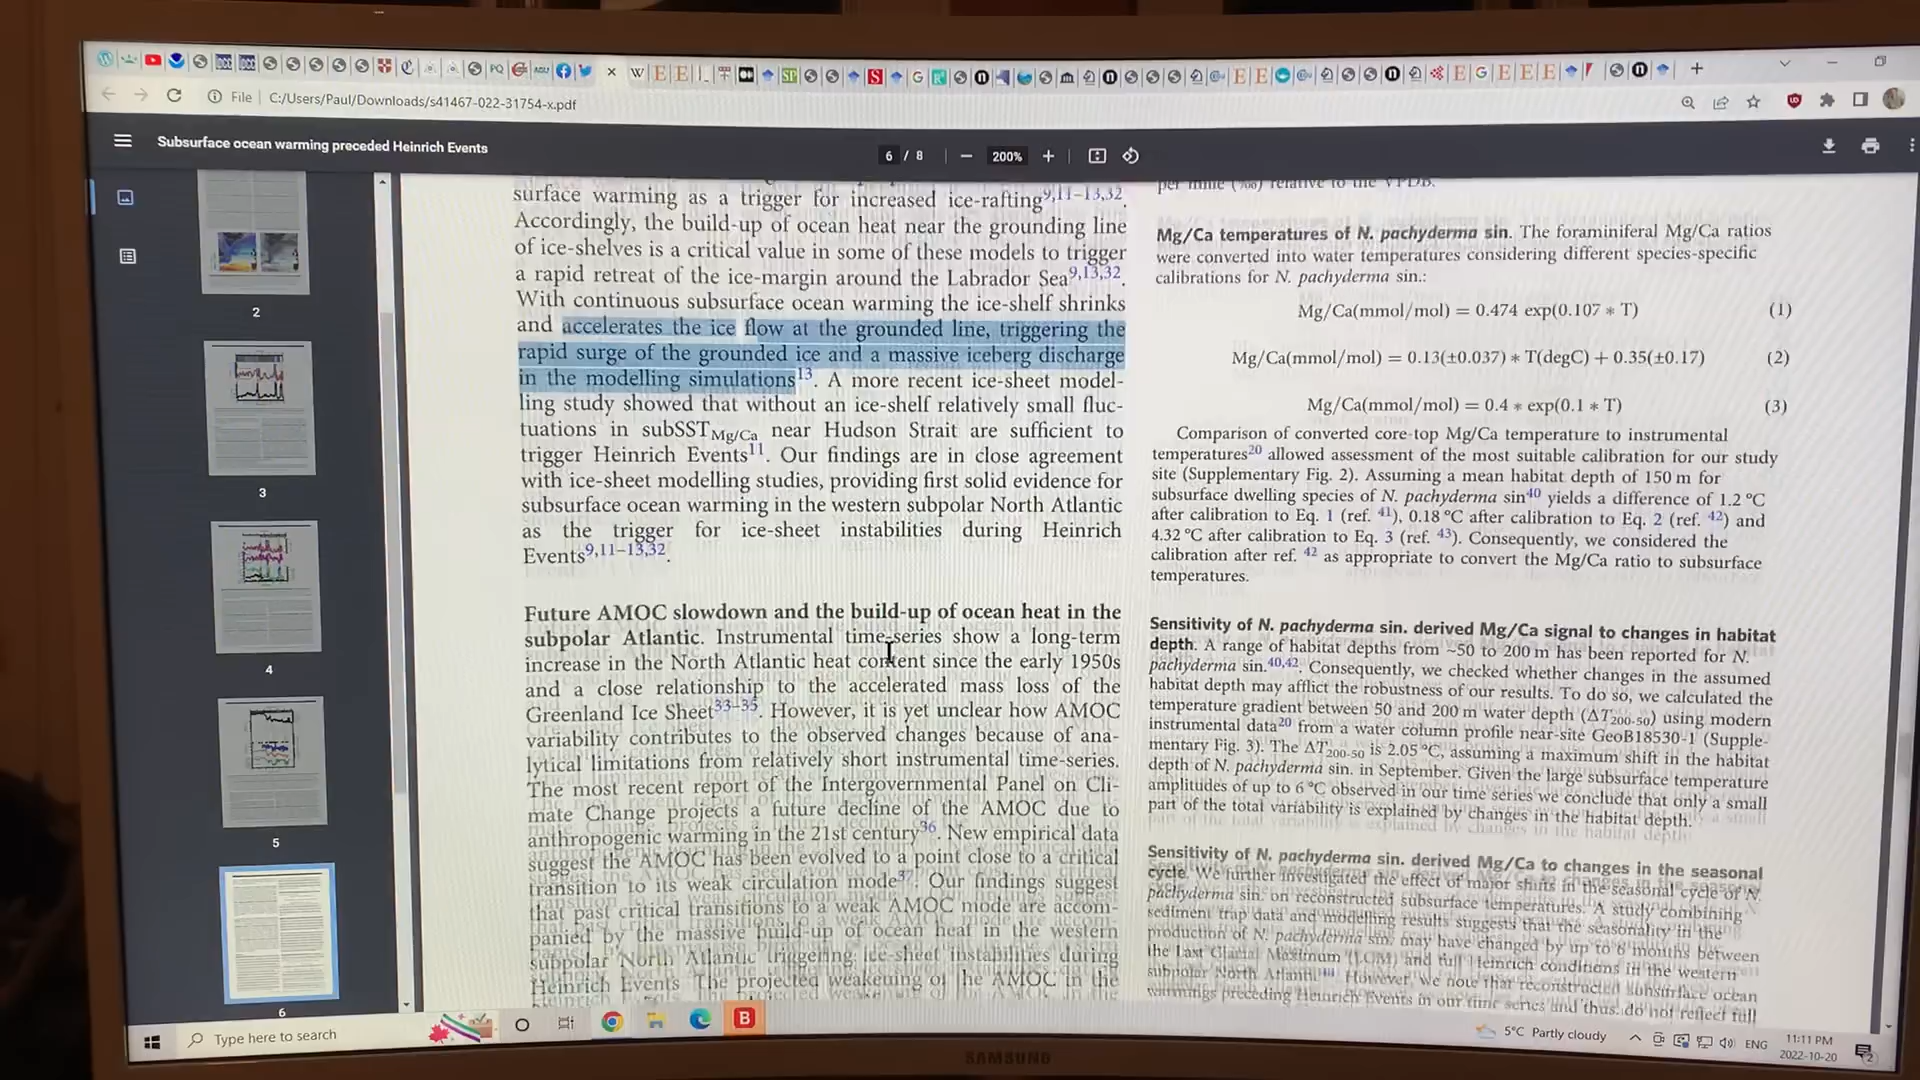 File | C:/Users/Paul/Downloads/s41467-022-31754-x.pdf
Subsurface ocean warming preceded Heinrich Events
6 / 8
200%
2
3
4
5
6
surface warming as a trigger for increased ice-rafting9,11–13,32.
Accordingly, the build-up of ocean heat near the grounding line
of ice-shelves is a critical value in some of these models to trigger
a rapid retreat of the ice-margin around the Labrador Sea9,13,32.
With continuous subsurface ocean warming the ice-shelf shrinks
and accelerates the ice flow at the grounded line, triggering the
rapid surge of the grounded ice and a massive iceberg discharge
in the modelling simulations13. A more recent ice-sheet model-
ling study showed that without an ice-shelf relatively small fluc-
tuations in subSSTMg/Ca near Hudson Strait are sufficient to
trigger Heinrich Events11. Our findings are in close agreement
with ice-sheet modelling studies, providing first solid evidence for
subsurface ocean warming in the western subpolar North Atlantic
as the trigger for ice-sheet instabilities during Heinrich
Events9,11–13,32.
Future AMOC slowdown and the build-up of ocean heat in the
subpolar Atlantic. Instrumental time-series show a long-term
increase in the North Atlantic heat content since the early 1950s
and a close relationship to the accelerated mass loss of the
Greenland Ice Sheet33–35. However, it is yet unclear how AMOC
variability contributes to the observed changes because of ana-
lytical limitations from relatively short instrumental time-series.
The most recent report of the Intergovernmental Panel on Cli-
mate Change projects a future decline of the AMOC due to
anthropogenic warming in the 21st century36. New empirical data
suggest the AMOC has been evolved to a point close to a critical
transition to its weak circulation mode37. Our findings suggest
that past critical transitions to a weak AMOC mode are accom-
panied by the massive build-up of ocean heat in the western
subpolar North Atlantic triggering ice-sheet instabilities during
Heinrich Events The projected weakening of the AMOC in the
per mille (‰) relative to the VPDB.
Mg/Ca temperatures of N. pachyderma sin. The foraminiferal Mg/Ca ratios
were converted into water temperatures considering different species-specific
calibrations for N. pachyderma sin.:
Mg/Ca(mmol/mol) = 0.474 exp(0.107 * T) (1)
Mg/Ca(mmol/mol) = 0.13(±0.037) * T(degC) + 0.35(±0.17) (2)
Mg/Ca(mmol/mol) = 0.4 * exp(0.1 * T) (3)
Comparison of converted core-top Mg/Ca temperature to instrumental
temperatures20 allowed assessment of the most suitable calibration for our study
site (Supplementary Fig. 2). Assuming a mean habitat depth of 150 m for
subsurface dwelling species of N. pachyderma sin40 yields a difference of 1.2 °C
after calibration to Eq. 1 (ref. 41), 0.18 °C after calibration to Eq. 2 (ref. 42) and
4.32 °C after calibration to Eq. 3 (ref. 43). Consequently, we considered the
calibration after ref. 42 as appropriate to convert the Mg/Ca ratio to subsurface
temperatures.
Sensitivity of N. pachyderma sin. derived Mg/Ca signal to changes in habitat
depth. A range of habitat depths from ~50 to 200 m has been reported for N.
pachyderma sin.40,42. Consequently, we checked whether changes in the assumed
habitat depth may afflict the robustness of our results. To do so, we calculated the
temperature gradient between 50 and 200 m water depth (ΔT200-50) using modern
instrumental data20 from a water column profile near-site GeoB18530-1 (Supple-
mentary Fig. 3). The ΔT200-50 is 2.05 °C, assuming a maximum shift in the habitat
depth of N. pachyderma sin. in September. Given the large subsurface temperature
amplitudes of up to 6 °C observed in our time series we conclude that only a small
part of the total variability is explained by changes in the habitat depth.
Sensitivity of N. pachyderma sin. derived Mg/Ca to changes in the seasonal
cycle. We further investigated the effect of major shifts in the seasonal cycle of N.
pachyderma sin. on reconstructed subsurface temperatures. A study combining
sediment trap data and modelling results suggests that the seasonality in the
production of N. pachyderma sin. may have changed by up to 6 months between
the Last Glacial Maximum (LGM) and full Heinrich conditions in the western
subpolar North Atlantic. However, we note that reconstructed subsurface ocean
warmings preceding Heinrich Events in our time series and thus do not reflect full
Type here to search
5°C Partly cloudy
ENG
11:11 PM
2022-10-20
SAMSUNG